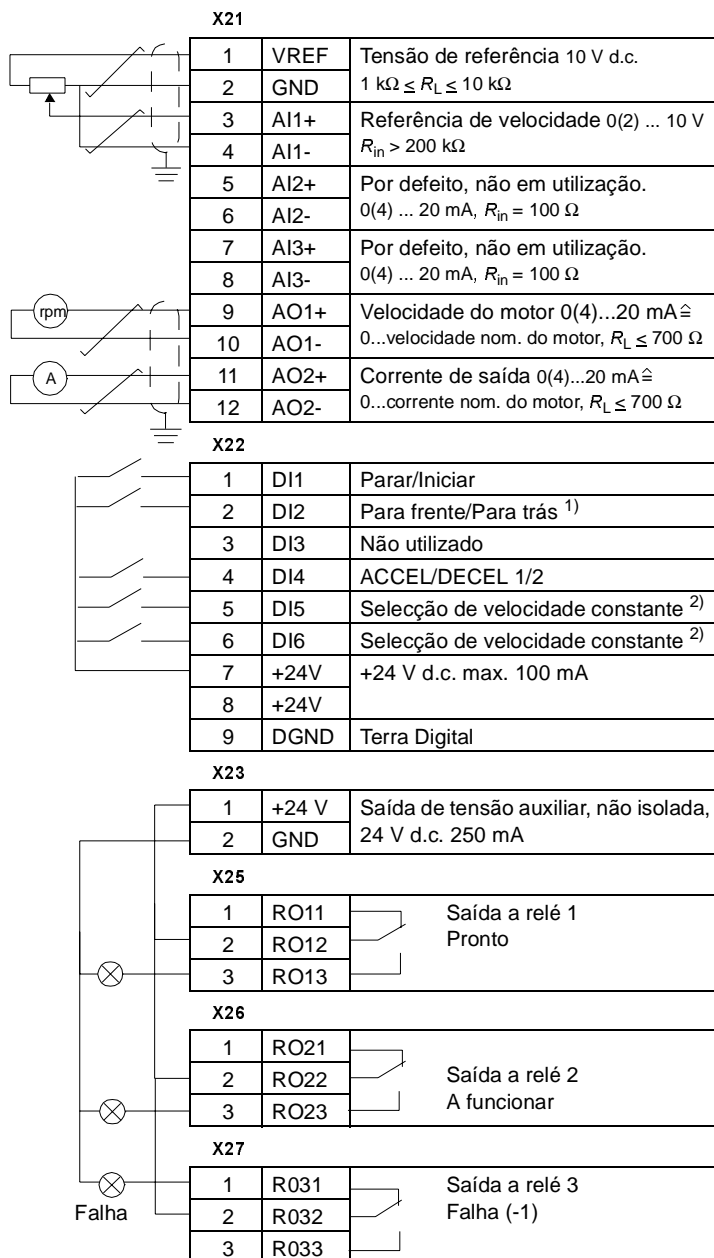 X21
1 VREF Tensão de referência 10 V d.c.
2 GND 1 kΩ ≤ RL ≤ 10 kΩ
3 AI1+ Referência de velocidade 0(2) ... 10 V
4 AI1- Rin > 200 kΩ
5 AI2+ Por defeito, não em utilização.
6 AI2- 0(4) ... 20 mA, Rin = 100 Ω
7 AI3+ Por defeito, não em utilização.
8 AI3- 0(4) ... 20 mA, Rin = 100 Ω
rpm 9 AO1+ Velocidade do motor 0(4)...20 mA ≙
10 AO1- 0...velocidade nom. do motor, RL ≤ 700 Ω
A 11 AO2+ Corrente de saída 0(4)...20 mA ≙
12 AO2- 0...corrente nom. do motor, RL ≤ 700 Ω
X22
1 DI1 Parar/Iniciar
2 DI2 Para frente/Para trás 1)
3 DI3 Não utilizado
4 DI4 ACCEL/DECEL 1/2
5 DI5 Selecção de velocidade constante 2)
6 DI6 Selecção de velocidade constante 2)
7 +24V +24 V d.c. max. 100 mA
8 +24V
9 DGND Terra Digital
X23
1 +24 V Saída de tensão auxiliar, não isolada,
2 GND 24 V d.c. 250 mA
X25
1 RO11 Saída a relé 1
2 RO12 Pronto
3 RO13
X26
1 RO21
2 RO22 Saída a relé 2
3 RO23 A funcionar
X27
1 R031 Saída a relé 3
Falha 2 R032 Falha (-1)
3 R033